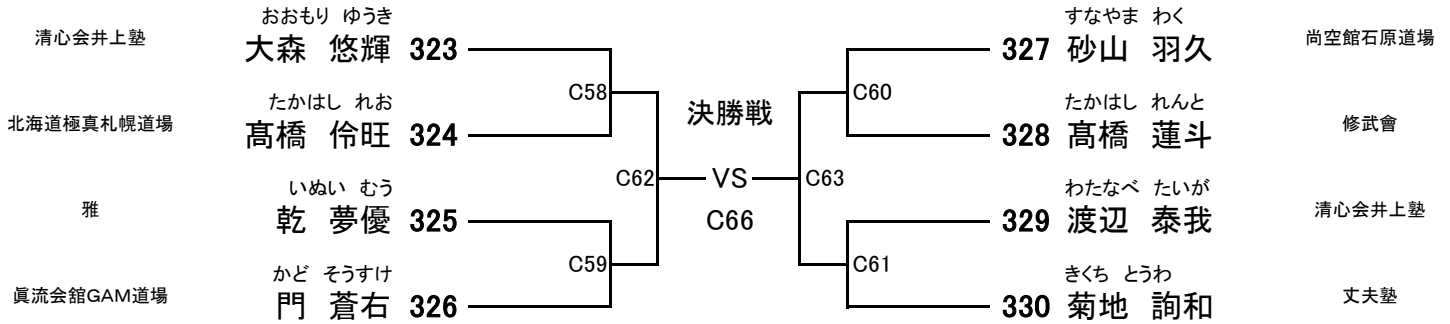 おおもり ゆうき
清心会井上塾 大森 悠輝 323
C58
たかはし れお
北海道極真札幌道場 髙橋 伶旺 324
C62
いぬい むう
雅 乾 夢優 325
C59
かど そうすけ
眞流会舘GAM道場 門 蒼右 326
決勝戦
VS
C66
すなやま わく
327 砂山 羽久 尚空館石原道場
C60
たかはし れんと
328 髙橋 蓮斗 修武會
C63
わたなべ たいが
329 渡辺 泰我 清心会井上塾
C61
きくち とうわ
330 菊地 詢和 丈夫塾